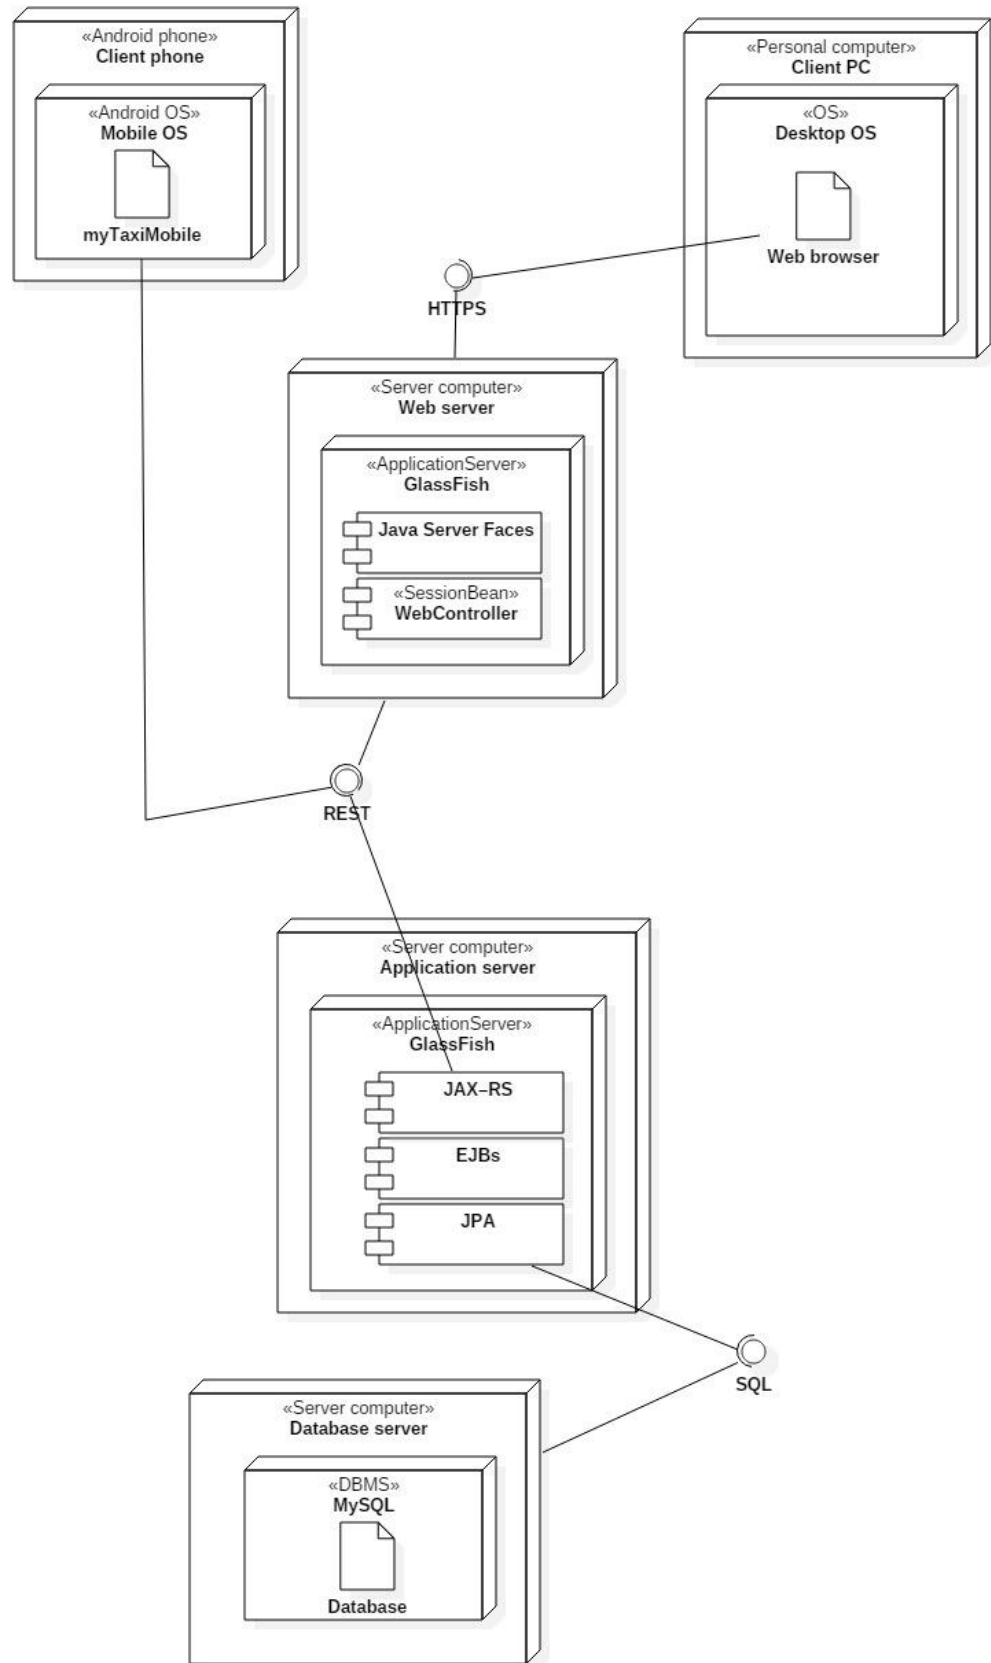 «Android phone»
Client phone
«Android OS»
Mobile OS
myTaxiMobile
«Personal computer»
Client PC
«OS»
Desktop OS
Web browser
HTTPS
«Server computer»
Web server
«ApplicationServer»
GlassFish
Java Server Faces
«SessionBean»
WebController
REST
«Server computer»
Application server
«ApplicationServer»
GlassFish
JAX–RS
EJBs
JPA
SQL
«Server computer»
Database server
«DBMS»
MySQL
Database